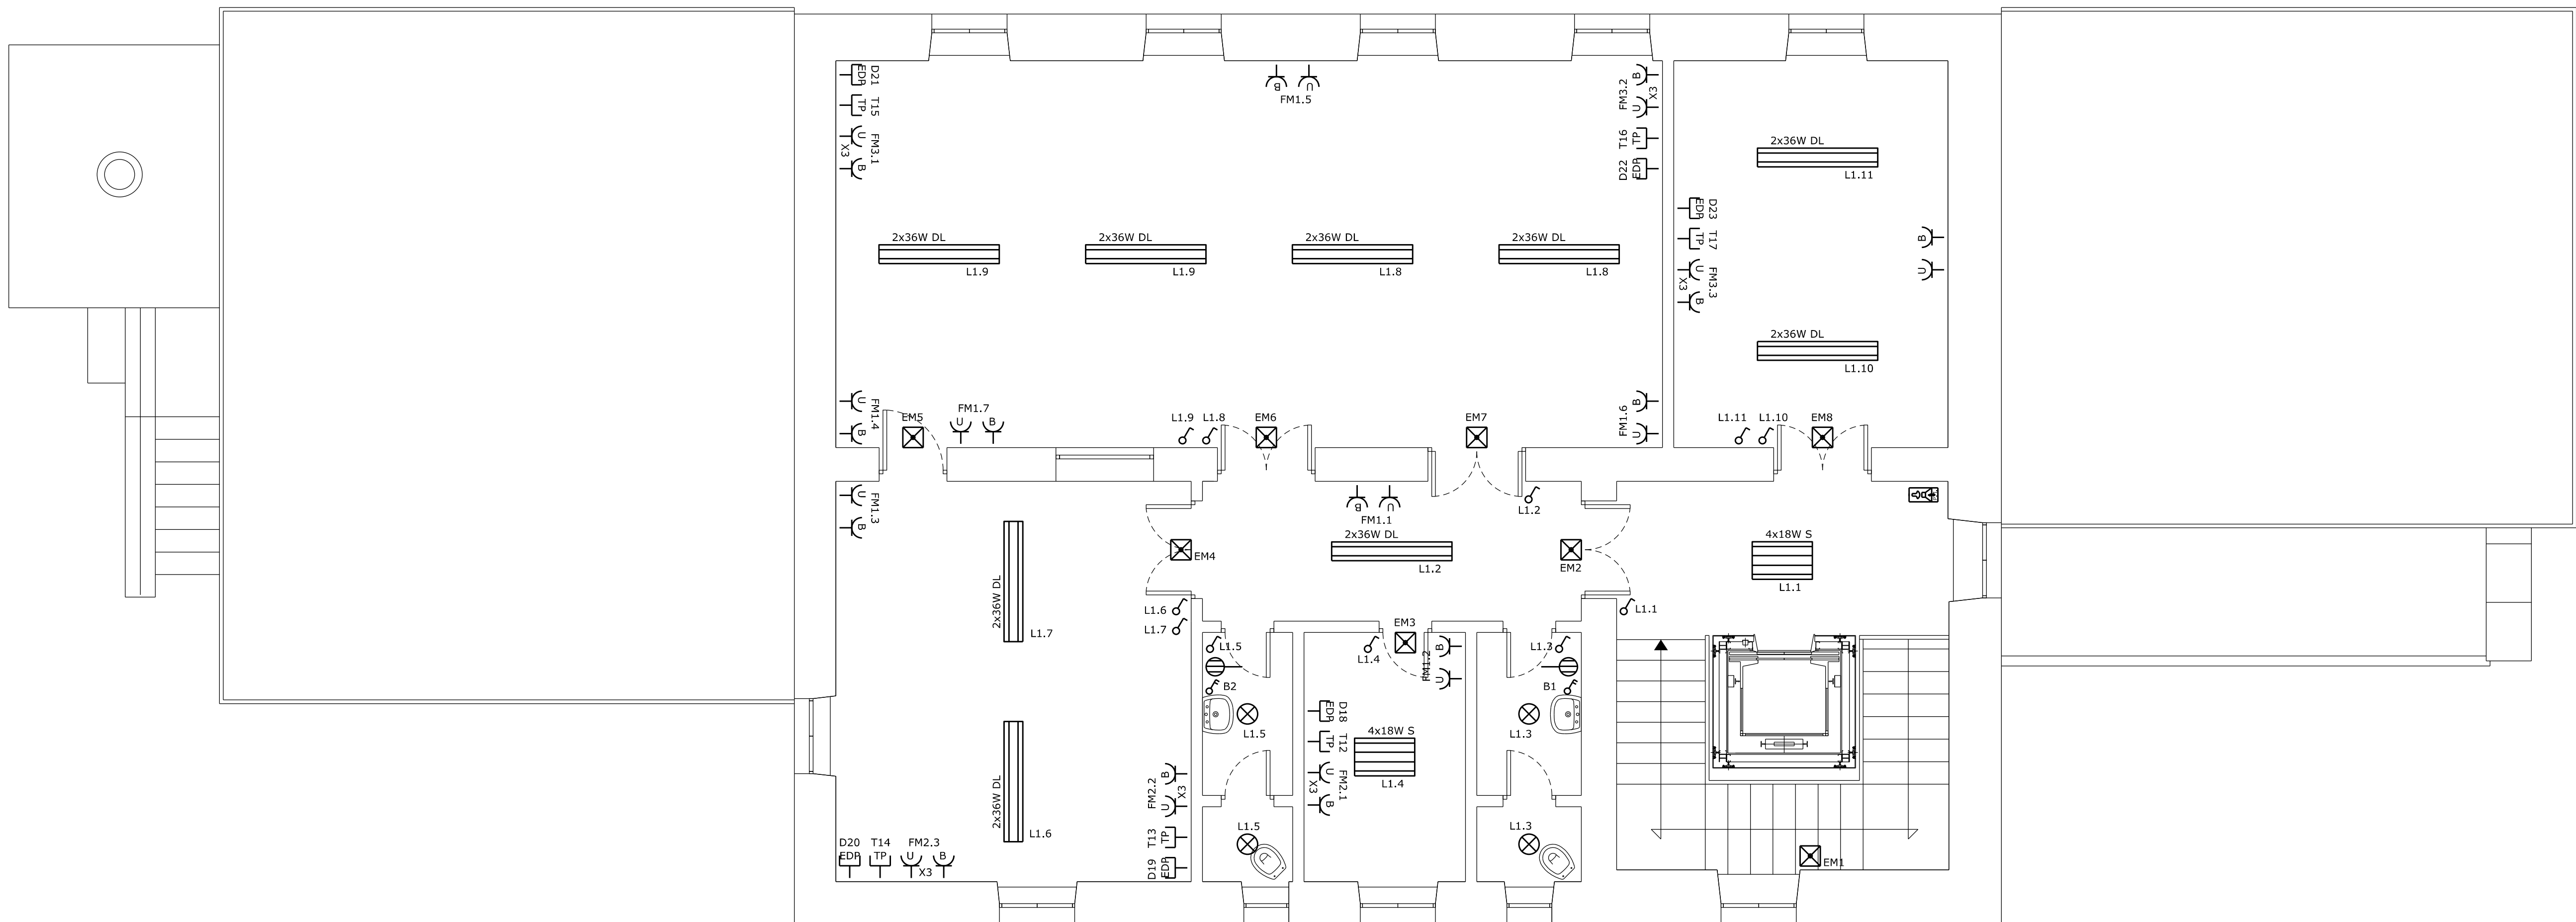 D21
EDP
B
U
FM1.5
B
FM3.2
X3
U
T15
TP
T16
TP
U
FM3.1
X3
B
D22
EDP
2x36W DL
L1.11
D23
EDP
T17
TP
U
FM3.3
X3
B
B
U
2x36W DL
L1.9
2x36W DL
L1.9
2x36W DL
L1.8
2x36W DL
L1.8
2x36W DL
L1.10
U
FM1.4
B
EM5
FM1.7
U
B
L1.9
L1.8
EM6
EM7
B
FM1.6
U
L1.11
L1.10
EM8
U
FM1.3
B
B
U
FM1.1
L1.2
2x36W DL
L1.2
EM4
EM2
4x18W S
L1.1
2x36W DL
L1.7
L1.6
L1.7
L1.1
L1.5
B2
L1.5
EM3
L1.4
B
FM1.2
U
L1.3
B1
L1.3
D18
EDP
T12
TP
U
FM2.1
X3
B
4x18W S
L1.4
2x36W DL
L1.6
B
FM2.2
X3
U
T13
TP
D19
EDP
L1.5
L1.3
D20
EDP
T14
TP
FM2.3
U
B
X3
EM1